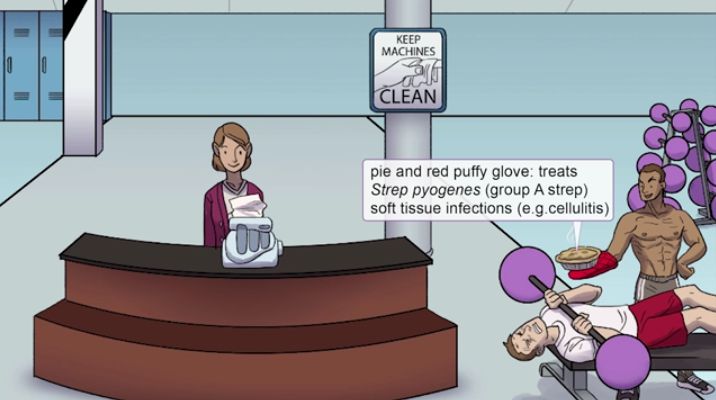 KEEP
MACHINES
CLEAN
pie and red puffy glove: treats
Strep pyogenes (group A strep)
soft tissue infections (e.g.cellulitis)